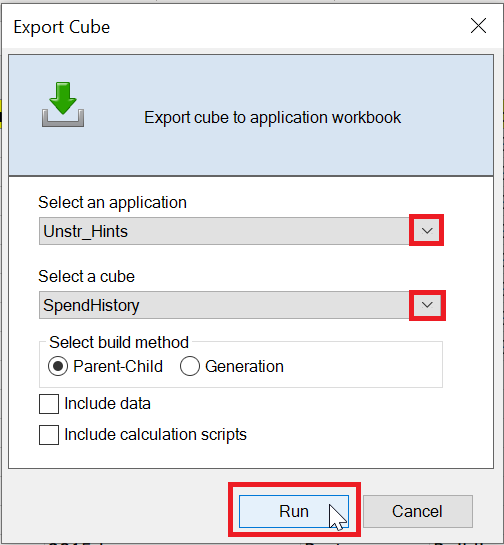 Export Cube
Export cube to application workbook
Select an application
Unstr_Hints
Select a cube
SpendHistory
Select build method
Parent-Child Generation
Include data
Include calculation scripts
Run Cancel